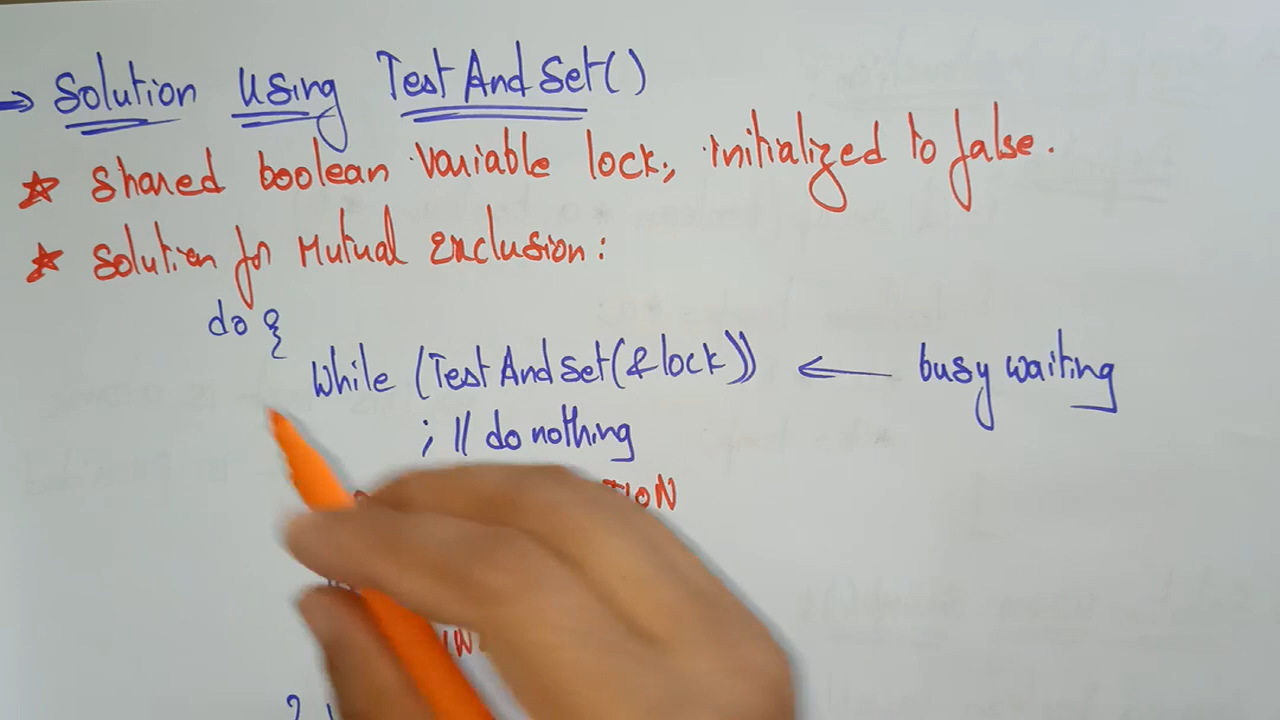 → Solution Using TestAndSet()
☆ Shared boolean variable lock; initialized to false.
☆ Solution for Mutual Exclusion:
do {
While (TestAndSet(&lock)) ← busy waiting
; // do nothing